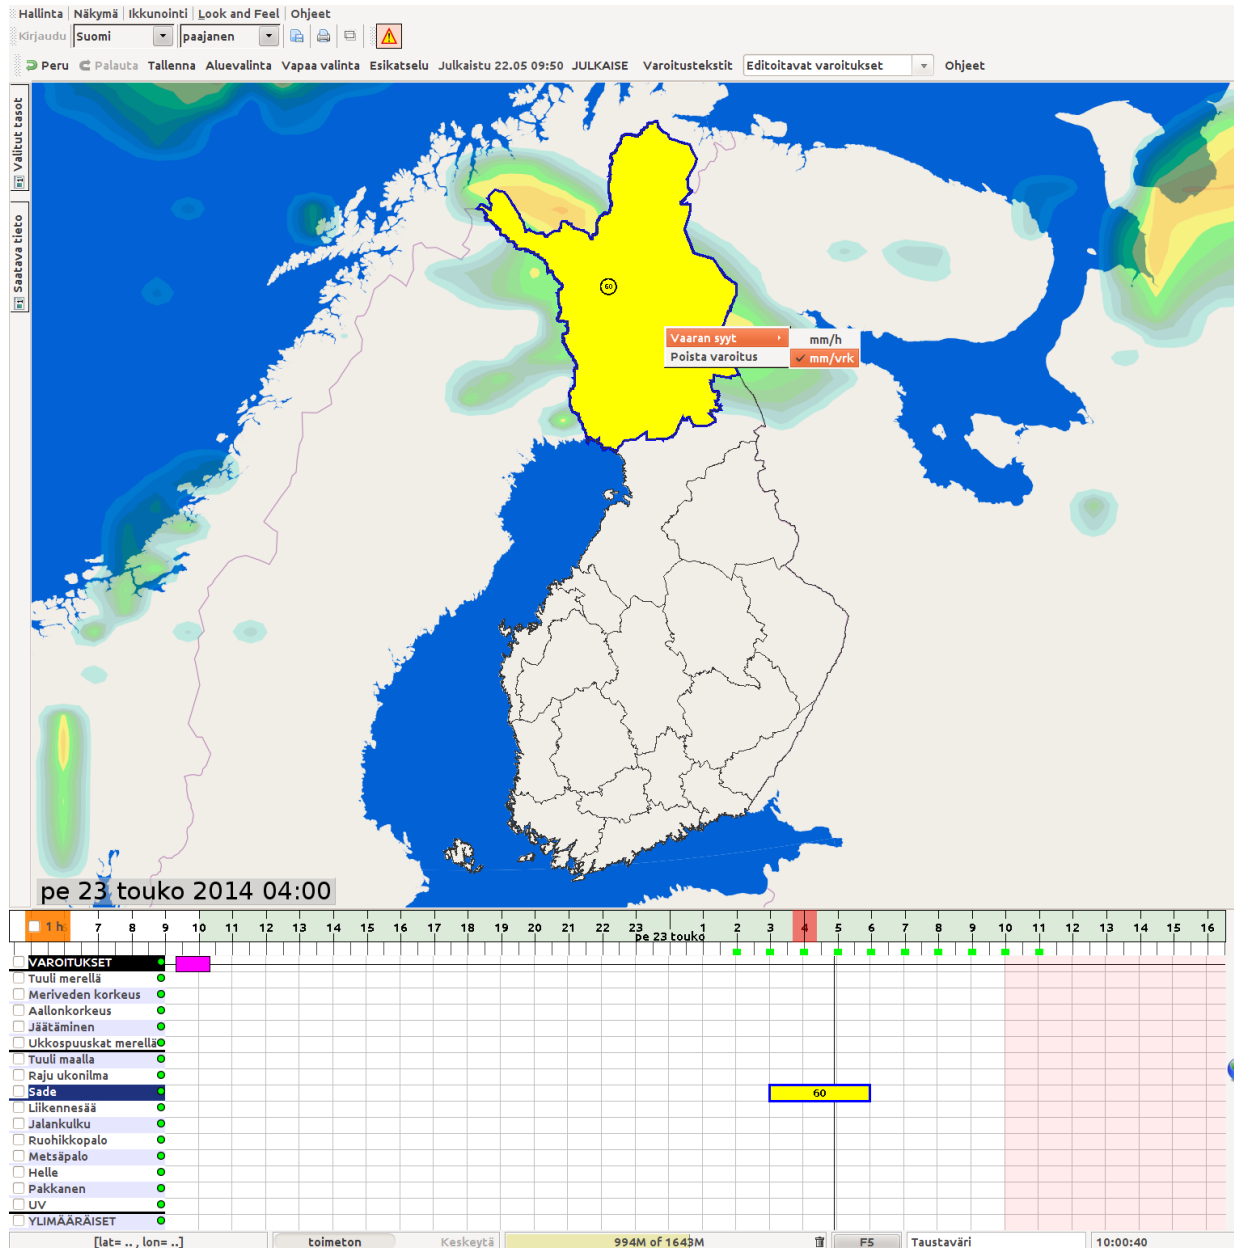 Hallinta Näkymä Ikkunointi Look and Feel Ohjeet
Kirjaudu Suomi paajanen
Peru Palauta Tallenna Aluevalinta Vapaa valinta Esikatselu Julkaistu 22.05 09:50 JULKAISE Varoitustekstit Editoitavat varoitukset Ohjeet
Valitut tasot
Saatava tieto
60
Vaaran syyt mm/h
Poista varoitus mm/vrk
pe 23 touko 2014 04:00
1 h 7 8 9 10 11 12 13 14 15 16 17 18 19 20 21 22 23 1 2 3 4 5 6 7 8 9 10 11 12 13 14 15 16
pe 23 touko
VAROITUKSET
Tuuli merellä
Meriveden korkeus
Aallonkorkeus
Jäätäminen
Ukkospuuskat merellä
Tuuli maalla
Raju ukonilma
Sade 60
Liikennesää
Jalankulku
Ruohikkopalo
Metsäpalo
Helle
Pakkanen
UV
YLIMÄÄRÄISET
[lat= .. , lon= ..] toimeton Keskeytä 994M of 1643M F5 Taustaväri 10:00:40